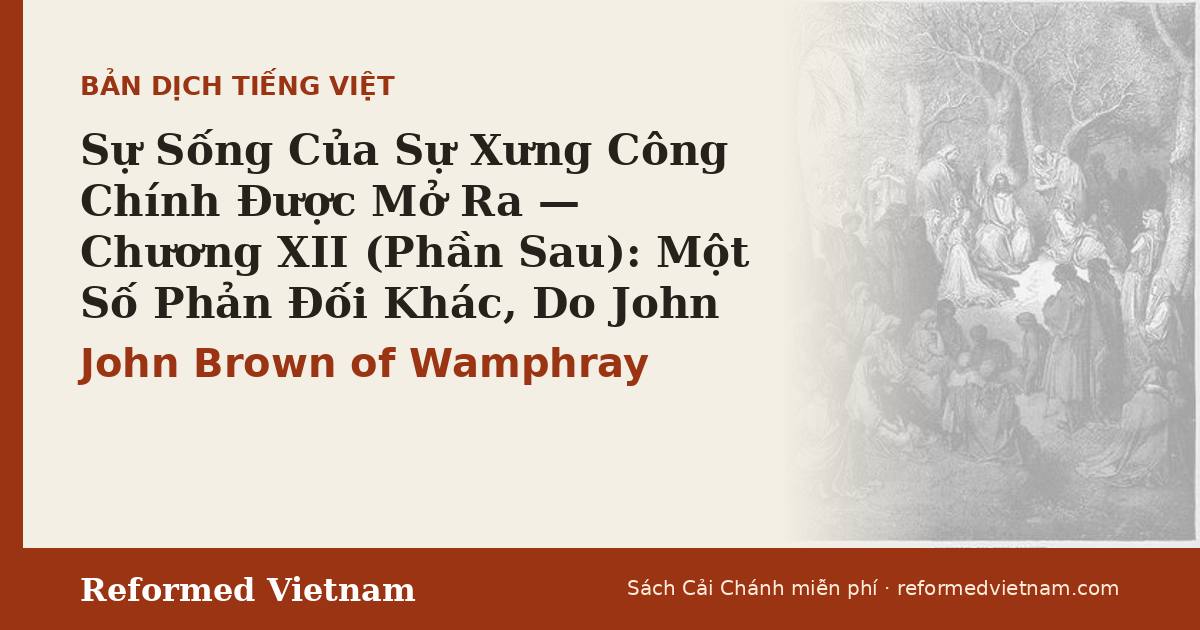 BẢN DỊCH TIẾNG VIỆT
Sự Sống Của Sự Xưng Công
Chính Được Mở Ra —
Chương XII (Phần Sau): Một
Số Phản Đối Khác, Do John
John Brown of Wamphray
Reformed Vietnam
Sách Cải Chánh miễn phí · reformedvietnam.com